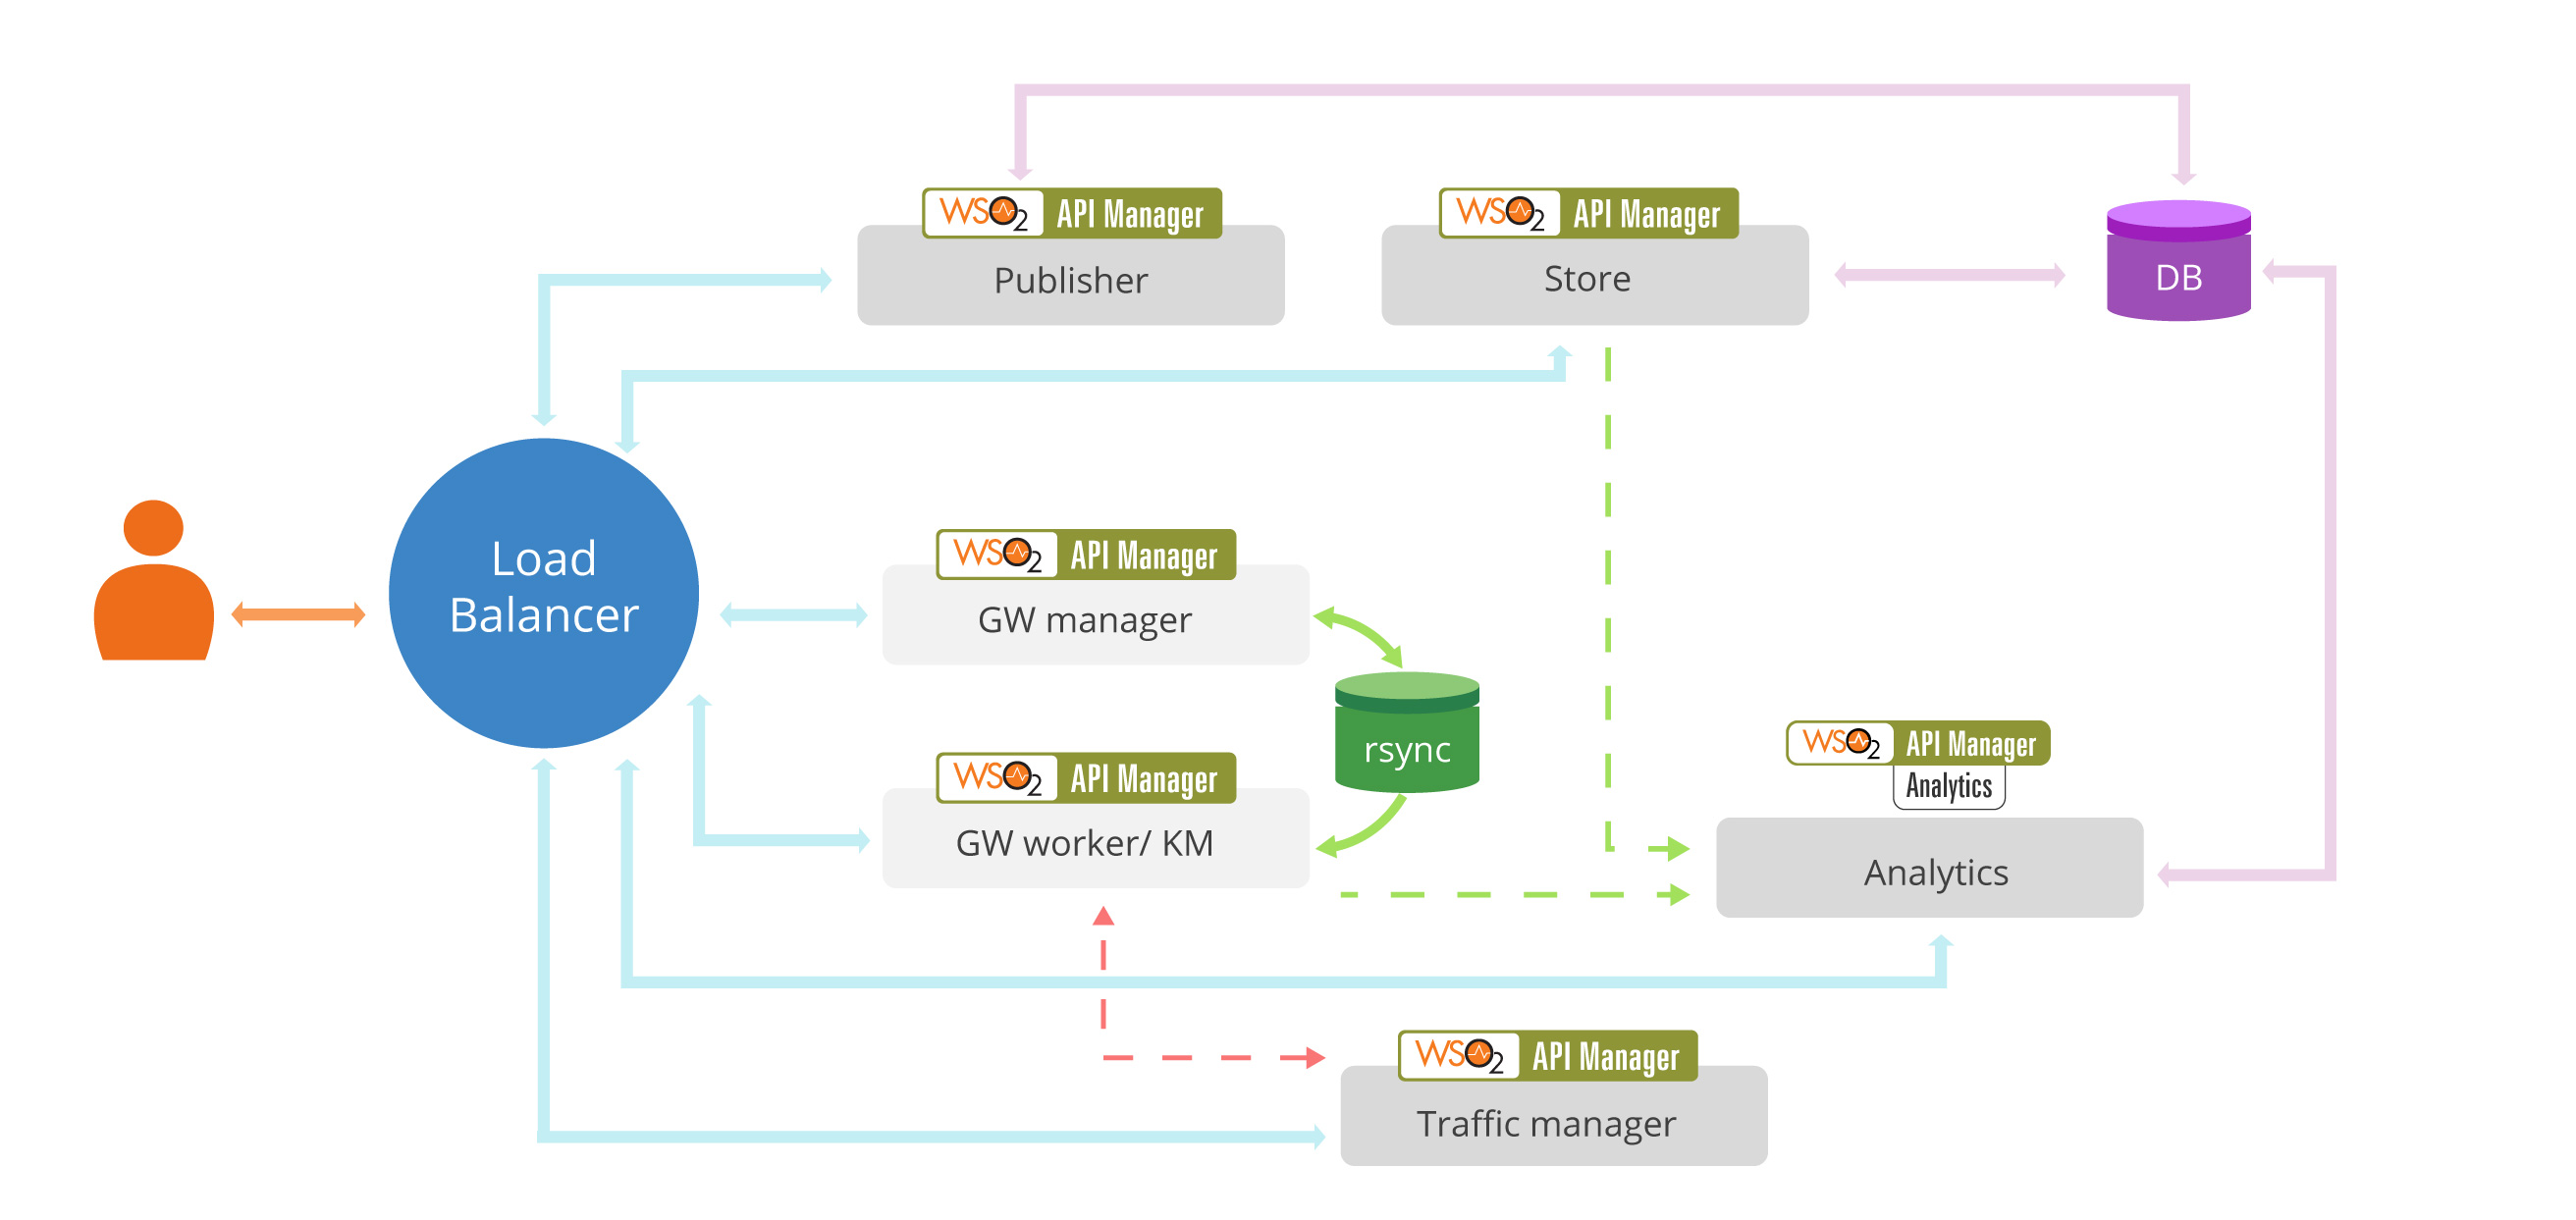 WSO2 API Manager
Publisher
WSO2 API Manager
Store
DB
Load
Balancer
WSO2 API Manager
GW manager
rsync
WSO2 API Manager
GW worker/ KM
WSO2 API Manager
Analytics
Analytics
WSO2 API Manager
Traffic manager